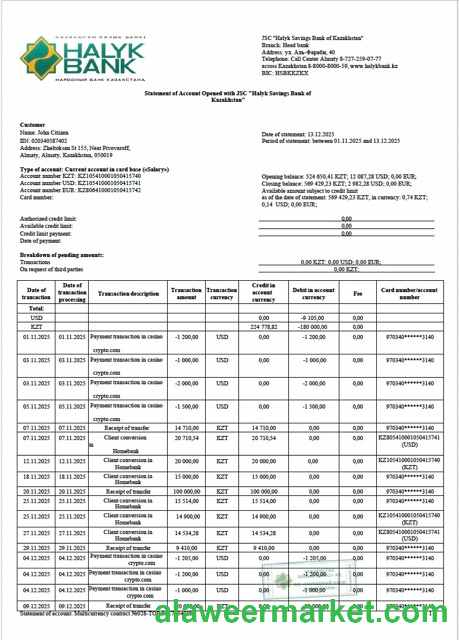 ҚАЗАҚСТАН ХАЛЫҚ БАНКІ
HALYK
BANK
НАРОДНЫЙ БАНК КАЗАХСТАНА
JSC "Halyk Savings Bank of Kazakhstan"
Branch: Head bank
Address: ул. Аль-Фараби, 40
Telephone: Call Center Almaty 8-727-259-07-77
across Kazakhstan 8-8000-8000-59, www.halykbank.kz
BIC: HSBKKZKX
Statement of Account Opened with JSC "Halyk Savings Bank of
Kazakhstan"
Customer
Name: John Citizen
IIN: 020340587402
Address: Zheltoksan St 155, Near
Almaty, Almaty, Kazakhstan, 050019
Date of statement: 13.12.2025
Period of statement: between 01.11.2025 and 13.12.2025
Type of account: Current account in card base («Salary»)
Account number KZT: KZ105410001050415740
Account number USD: KZ105410001050415741
Account number EUR: KZ806410001050415742
Card number:
Opening balance: 524 650,41 KZT; 12 087,28 USD; 0,00 EUR;
Closing balance: 569 429,23 KZT; 2 982,28 USD; 0,00 EUR;
Available amount subject to credit limit
as of the date of statement: 569 429,23 KZT, in currency: 0,74 KZT;
0,14 USD; 0,00 EUR;
Authorized credit limit: 0,00
Available credit limit: 0,00
Credit limit payment: 0,00
Date of payment:
Breakdown of pending amounts:
Transactions 0,00 KZT; 0,00 USD; 0,00 EUR;
On request of third parties 0,00 KZT;
Date of transaction Date of transaction processing Transaction description Transaction amount Transaction currency Credit in account currency Debit in account currency Fee Card number/account number
Total:
USD 0,00 -9 105,00 0,00
KZT 224 778,82 -180 000,00 0,00
01.11.2025 01.11.2025 Payment transaction in casino crypto.com -1 200,00 USD 0,00 -1 200,00 0,00 970340******3140
03.11.2025 03.11.2025 Payment transaction in casino crypto.com -1 000,00 USD 0,00 -1 000,00 0,00 970340******3140
03.11.2025 03.11.2025 Payment transaction in casino crypto.com -2 000,00 USD 0,00 -2 000,00 0,00 970340******3140
05.11.2025 05.11.2025 Payment transaction in casino crypto.com -1 500,00 USD 0,00 -1 500,00 0,00 970340******3140
07.11.2025 07.11.2025 Receipt of transfer 14 710,00 KZT 14 710,00 0,00 0,00 970340******3140
07.11.2025 07.11.2025 Client conversion in Homebank 20 710,54 KZT 20 710,54 0,00 0,00 KZ805410001050415741 (USD)
12.11.2025 12.11.2025 Client conversion in Homebank 20 000,00 KZT 20 000,00 0,00 0,00 KZ105410001050415740 (KZT)
18.11.2025 18.11.2025 Client conversion in Homebank 15 000,00 KZT 15 000,00 0,00 0,00 970340******3140
20.11.2025 20.11.2025 Receipt of transfer 100 000,00 KZT 100 000,00 0,00 0,00 970340******3140
25.11.2025 25.11.2025 Client conversion in Homebank 15 514,00 KZT 15 514,00 0,00 0,00 970340******3140
25.11.2025 25.11.2025 Client conversion in Homebank 14 900,00 KZT 14 900,00 0,00 0,00 KZ105410001050415740 (KZT)
27.11.2025 27.11.2025 Client conversion in Homebank 14 534,28 KZT 14 534,28 0,00 0,00 KZ805410001050415741 (USD)
29.11.2025 29.11.2025 Receipt of transfer 9 410,00 KZT 9 410,00 0,00 0,00 970340******3140
04.12.2025 04.12.2025 Payment transaction in casino crypto.com -1 205,00 USD 0,00 -1 205,00 0,00 970340******3140
04.12.2025 04.12.2025 Payment transaction in casino crypto.com -1 200,00 USD 0,00 -1 200,00 0,00 970340******3140
04.12.2025 04.12.2025 Payment transaction in casino crypto.com -1 000,00 USD 0,00 -1 000,00 0,00 970340******3140
09.12.2025 09.12.2025 Receipt of transfer KZT 0,00 970340******3140
HALYK
BANK
Statement of account. Multicurrency contract
alaweermarket.com